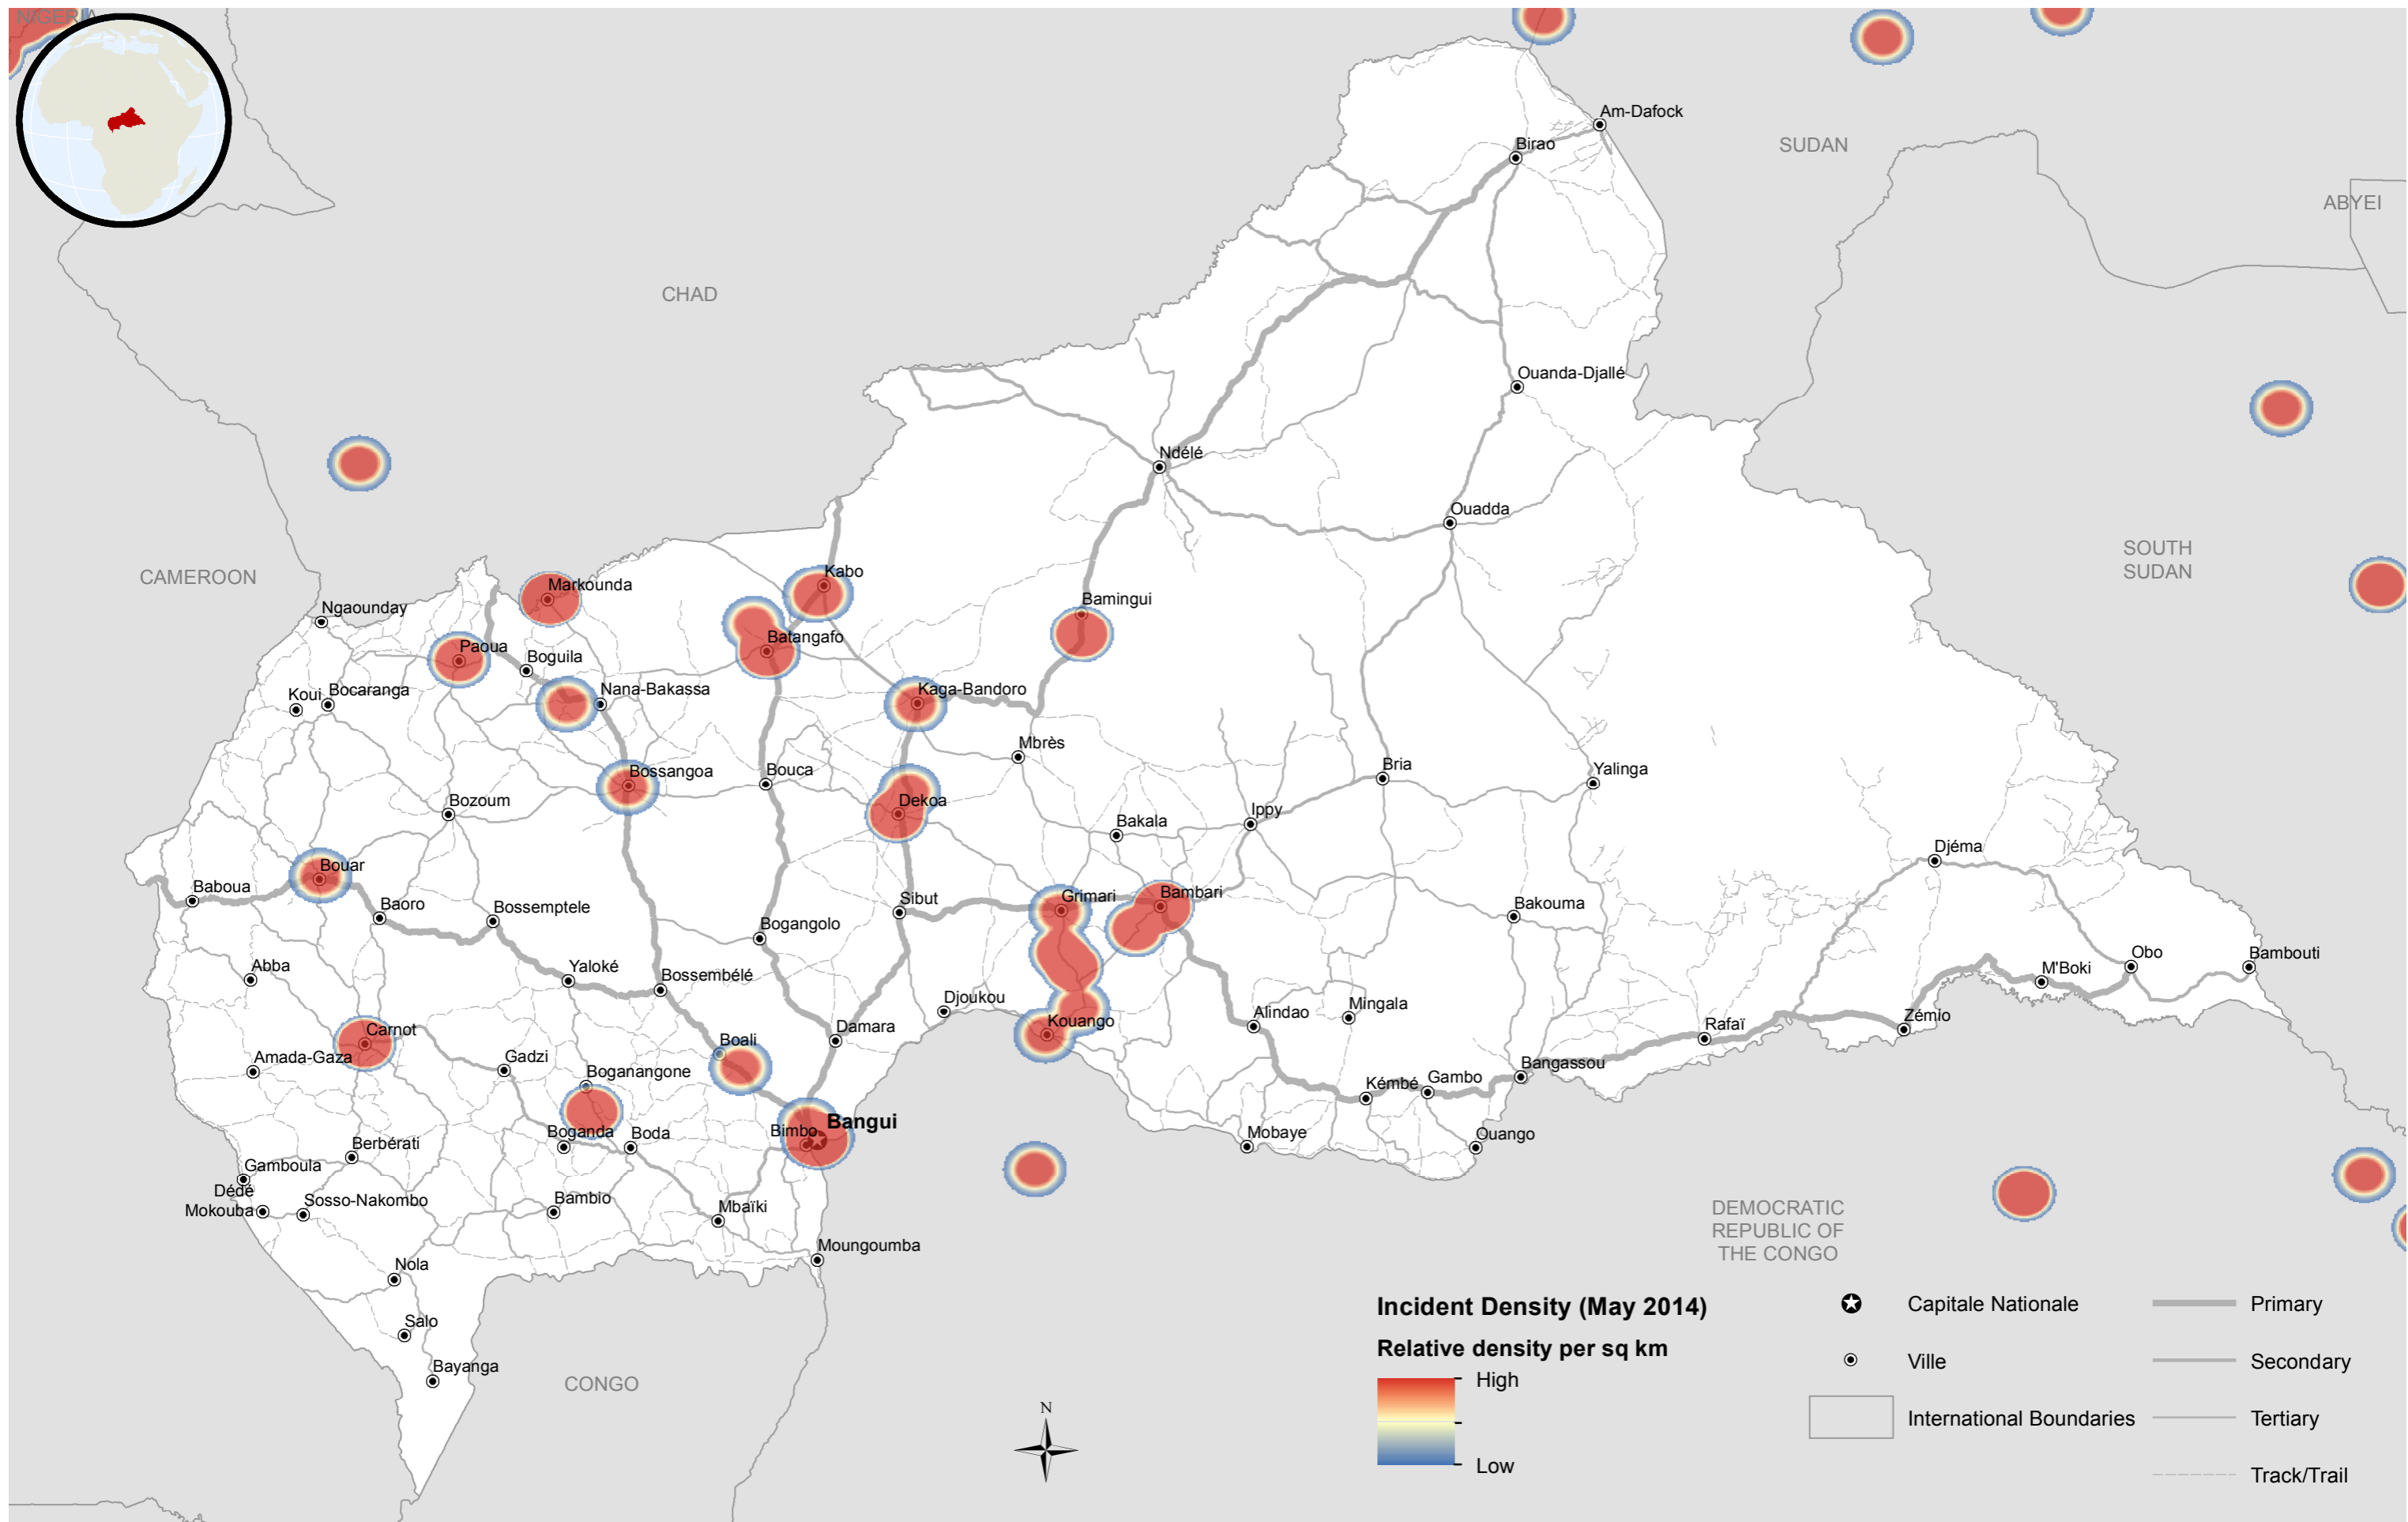 NIGERIA
Am-Dafock
Birao
SUDAN
ABYEI
CHAD
Ouanda-Djallé
Ndélé
Ouadda
SOUTH
SUDAN
CAMEROON
Kabo
Markounda
Bamingui
Ngaounday
Batangafo
Paoua
Boguila
Nana-Bakassa
Kaga-Bandoro
Koui
Bocaranga
Mbrès
Bossangoa
Bouca
Bria
Yalinga
Bozoum
Dekoa
Ippy
Bakala
Djéma
Bouar
Baboua
Baoro
Bossemptele
Sibut
Grimari
Bambari
Bakouma
Bogangolo
Obo
Bambouti
Abba
Yaloké
Bossembélé
M'Boki
Djoukou
Alindao
Mingala
Carnot
Kouango
Damara
Rafaï
Zémio
Boali
Amada-Gaza
Gadzi
Boganangone
Bangassou
Kémbé
Gambo
Bangui
Bimbo
Boganda
Boda
Mobaye
Ouango
Berbérati
Gamboula
Dédé
Mokouba
Sosso-Nakombo
Bambio
Mbaïki
DEMOCRATIC
REPUBLIC OF
THE CONGO
Moungoumba
Nola
Salo
Bayanga
CONGO
N
Incident Density (May 2014)
Relative density per sq km
High
Low
Capitale Nationale
Ville
International Boundaries
Primary
Secondary
Tertiary
Track/Trail